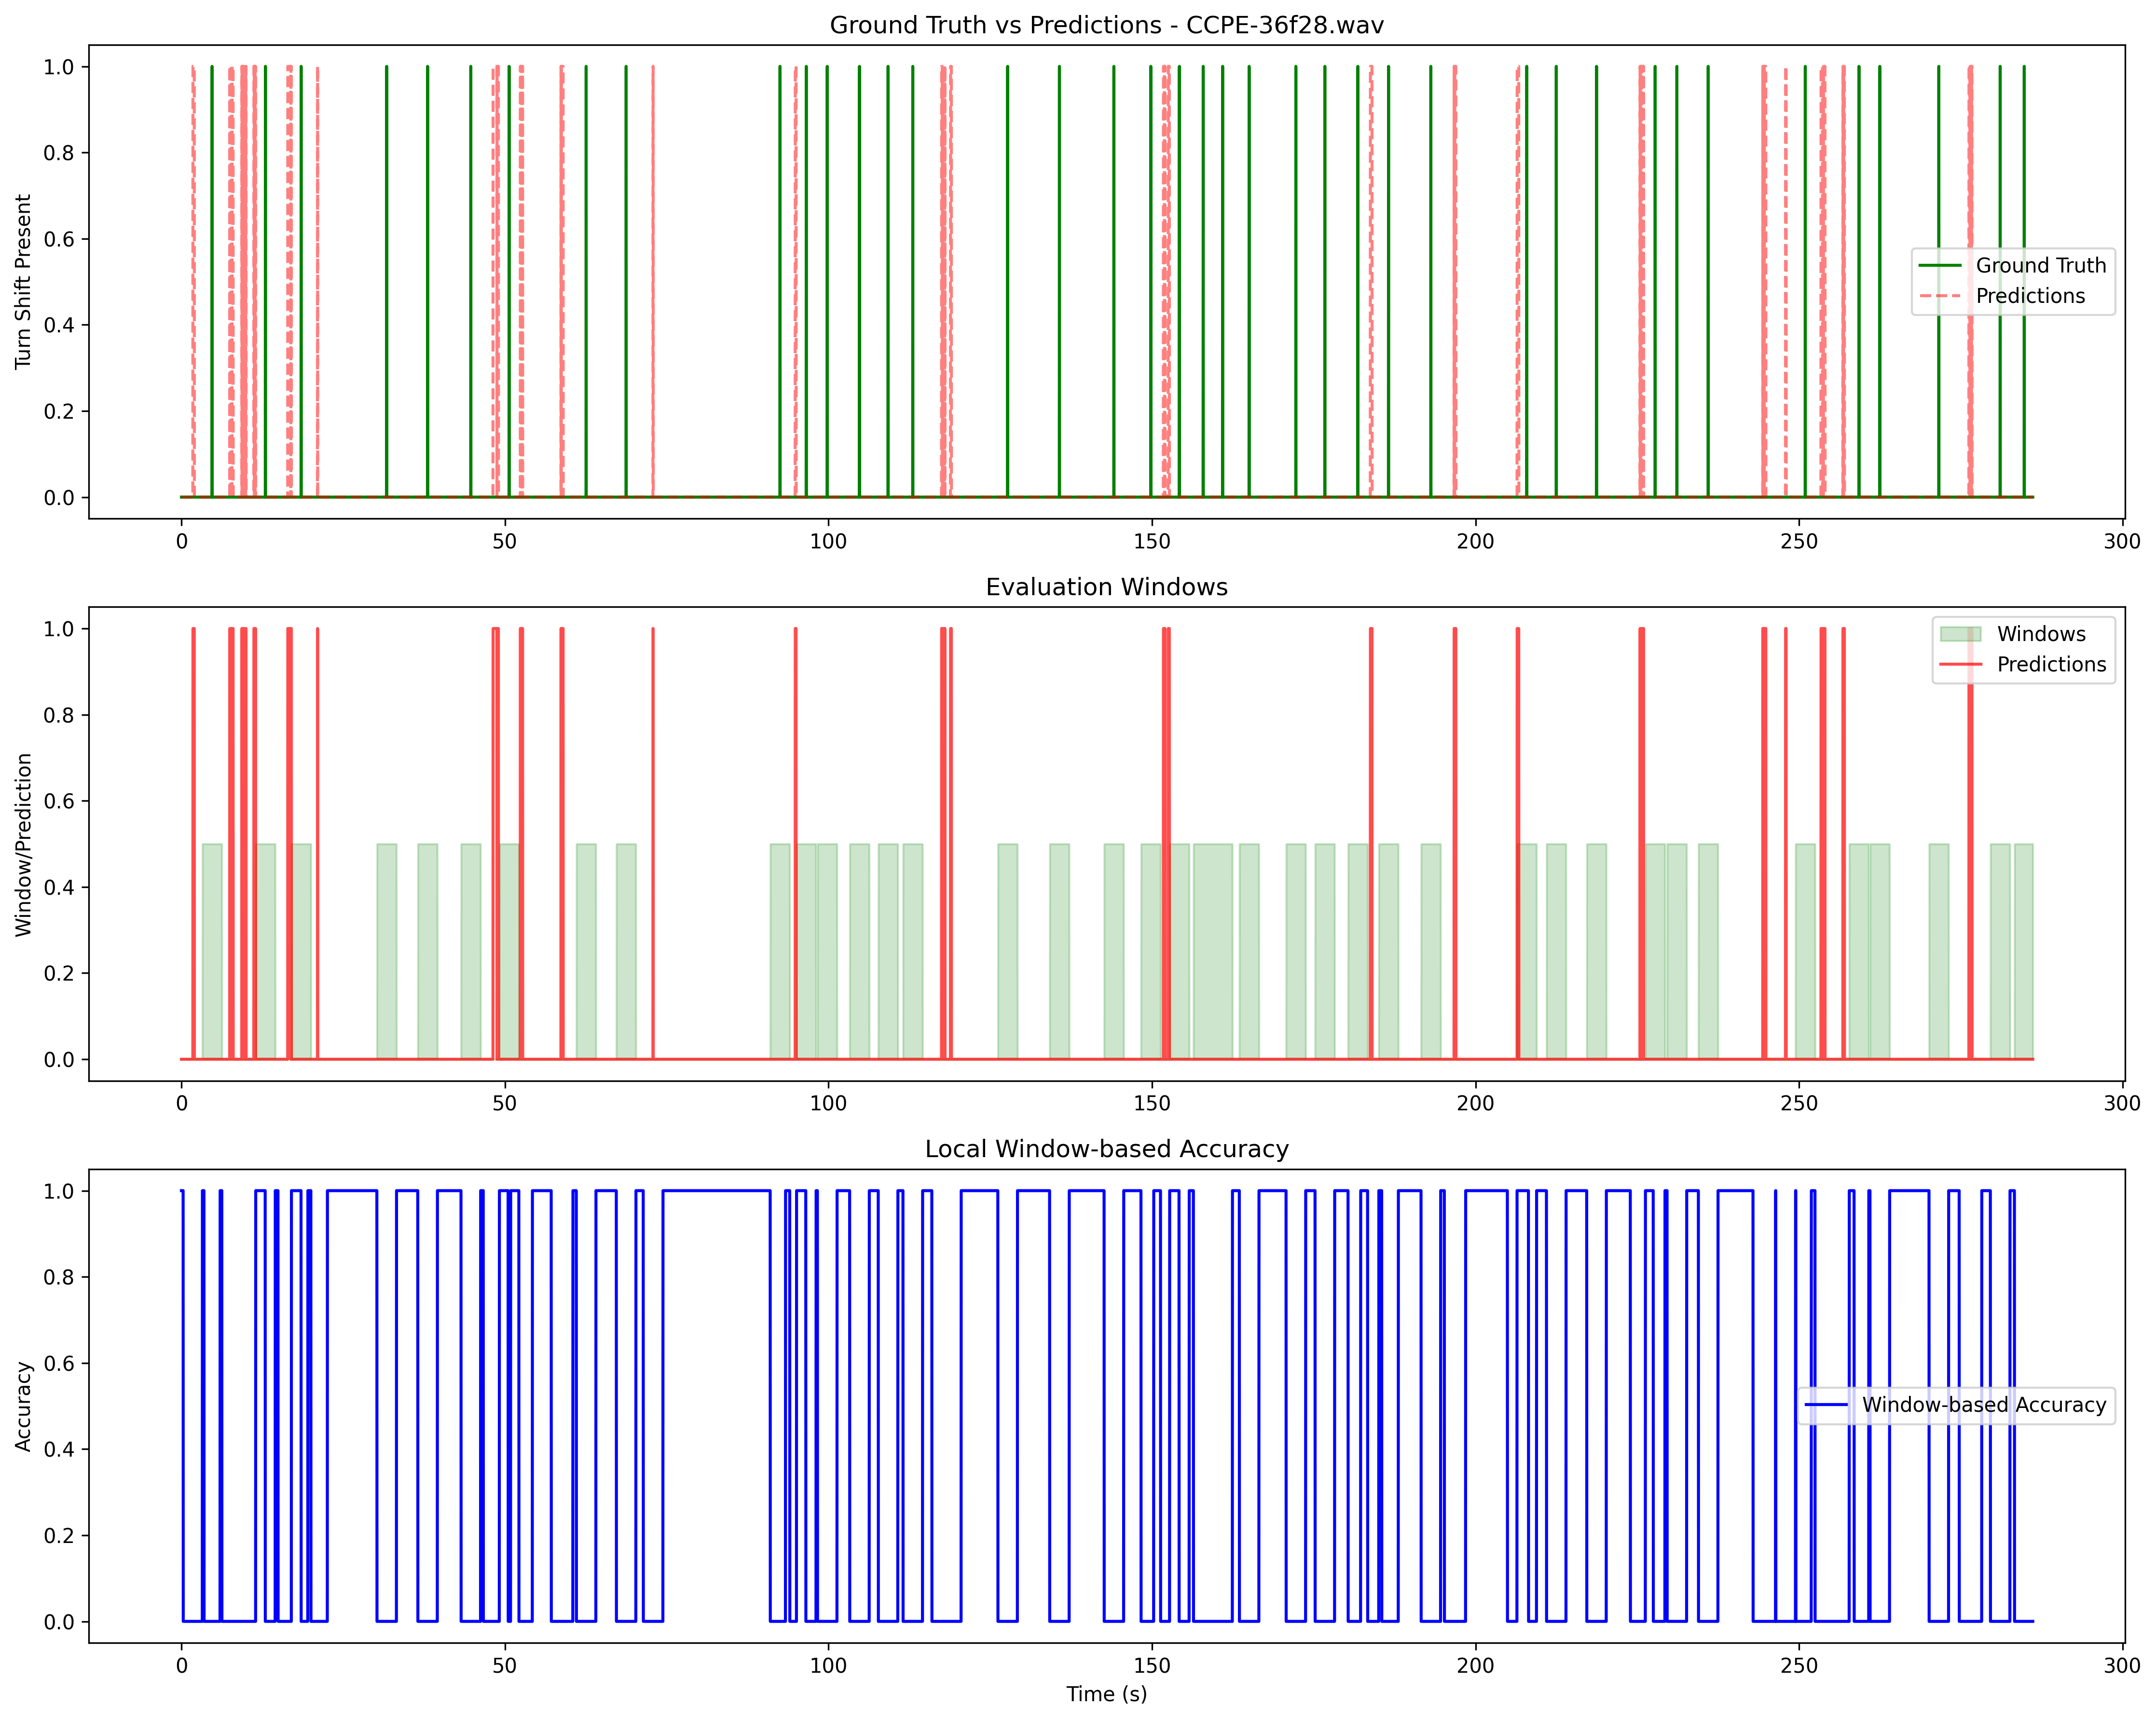 Ground Truth vs Predictions - CCPE-36f28.wav
Turn Shift Present
1.0
0.8
0.6
0.4
0.2
0.0
Ground Truth
Predictions
0 50 100 150 200 250 300
Evaluation Windows
Window/Prediction
1.0
0.8
0.6
0.4
0.2
0.0
Windows
Predictions
0 50 100 150 200 250 300
Local Window-based Accuracy
Accuracy
1.0
0.8
0.6
0.4
0.2
0.0
Window-based Accuracy
0 50 100 150 200 250 300
Time (s)